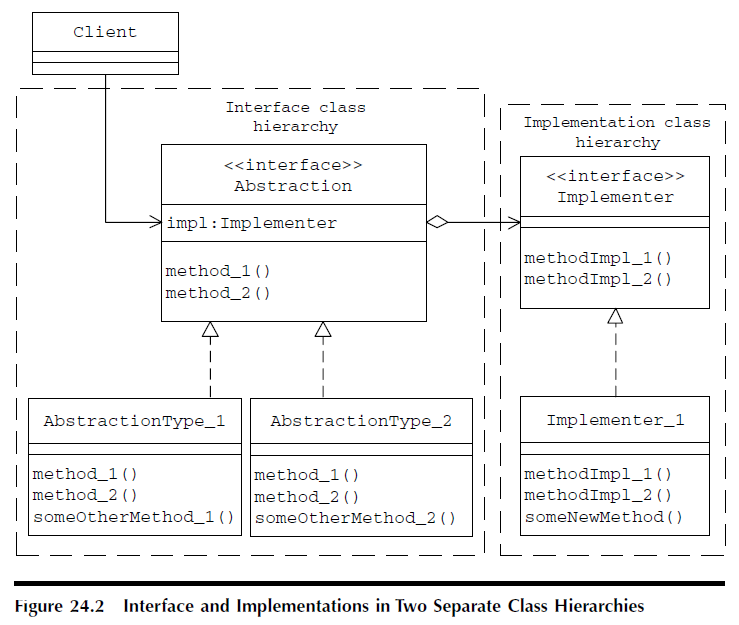 Client
Interface class
hierarchy
Implementation class
hierarchy
<<interface>>
Abstraction
impl:Implementer
method_1()
method_2()
<<interface>>
Implementer
methodImpl_1()
methodImpl_2()
AbstractionType_1
method_1()
method_2()
someOtherMethod_1()
AbstractionType_2
method_1()
method_2()
someOtherMethod_2()
Implementer_1
methodImpl_1()
methodImpl_2()
someNewMethod()
Figure 24.2 Interface and Implementations in Two Separate Class Hierarchies